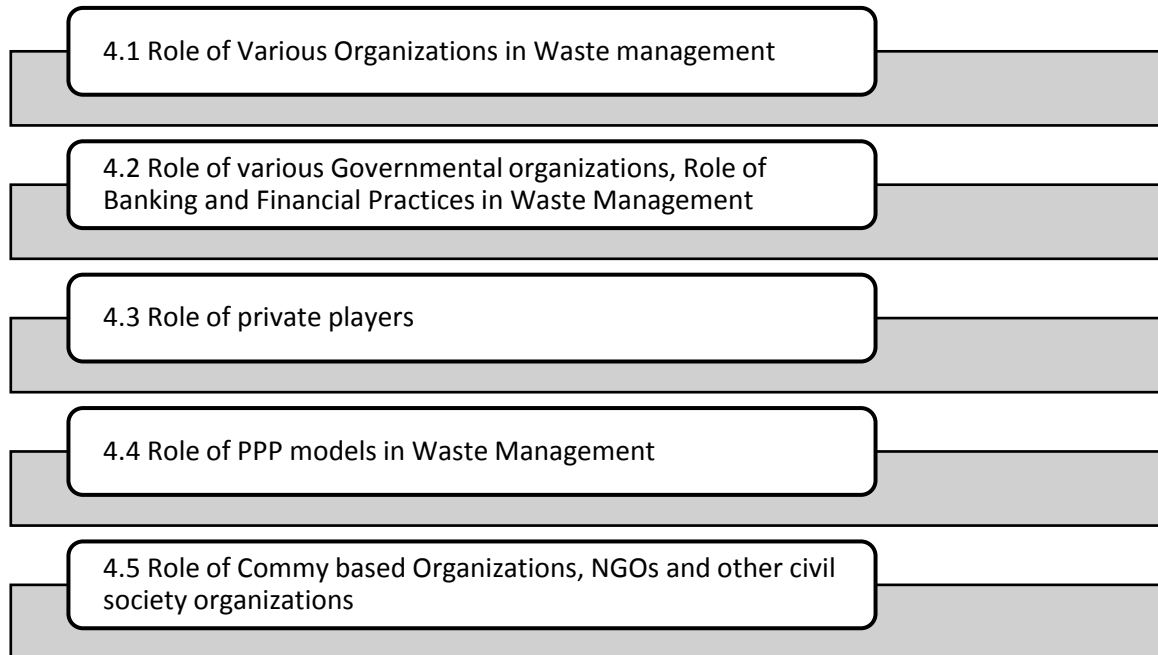 4.1 Role of Various Organizations in Waste management
4.2 Role of various Governmental organizations, Role of
Banking and Financial Practices in Waste Management
4.3 Role of private players
4.4 Role of PPP models in Waste Management
4.5 Role of Commy based Organizations, NGOs and other civil
society organizations